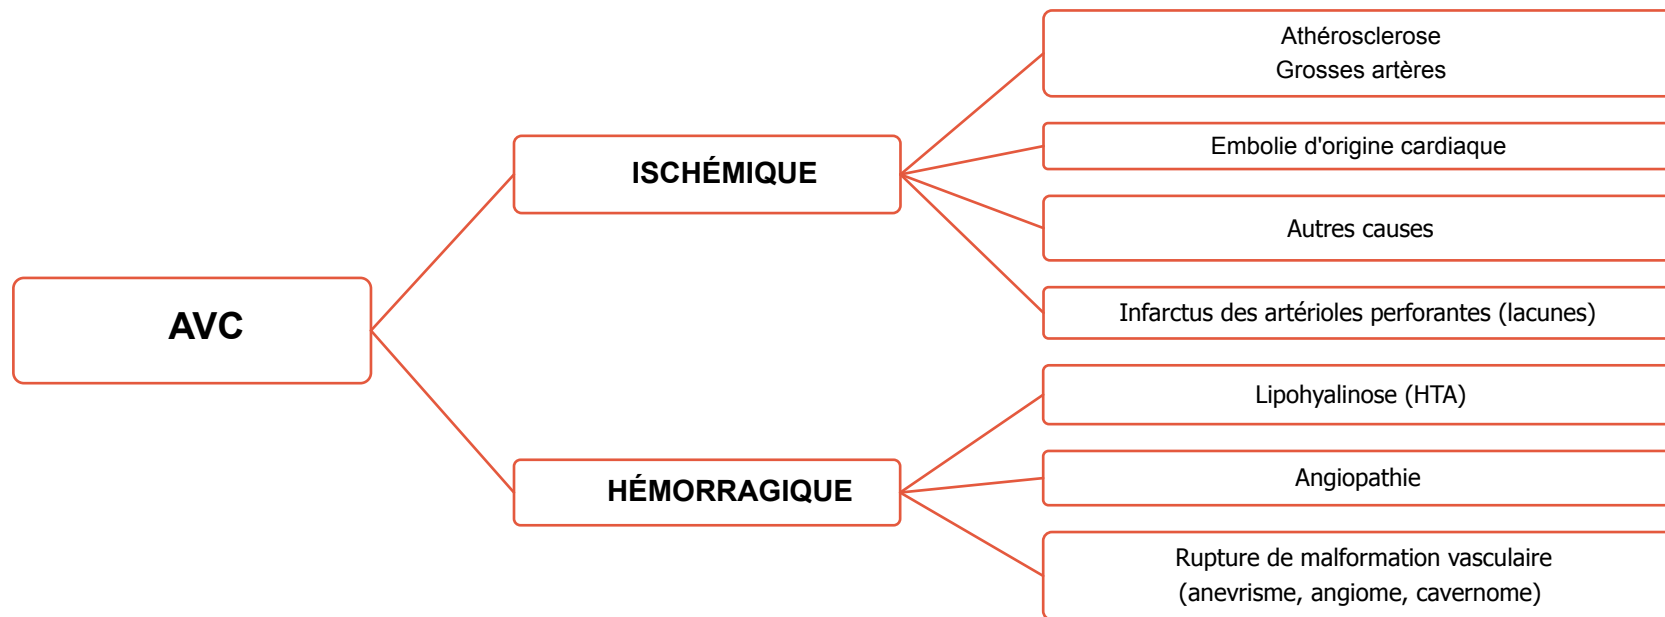 AVC
ISCHÉMIQUE
Athérosclerose
Grosses artères
Embolie d'origine cardiaque
Autres causes
Infarctus des artérioles perforantes (lacunes)
HÉMORRAGIQUE
Lipohyalinose (HTA)
Angiopathie
Rupture de malformation vasculaire
(anevrisme, angiome, cavernome)